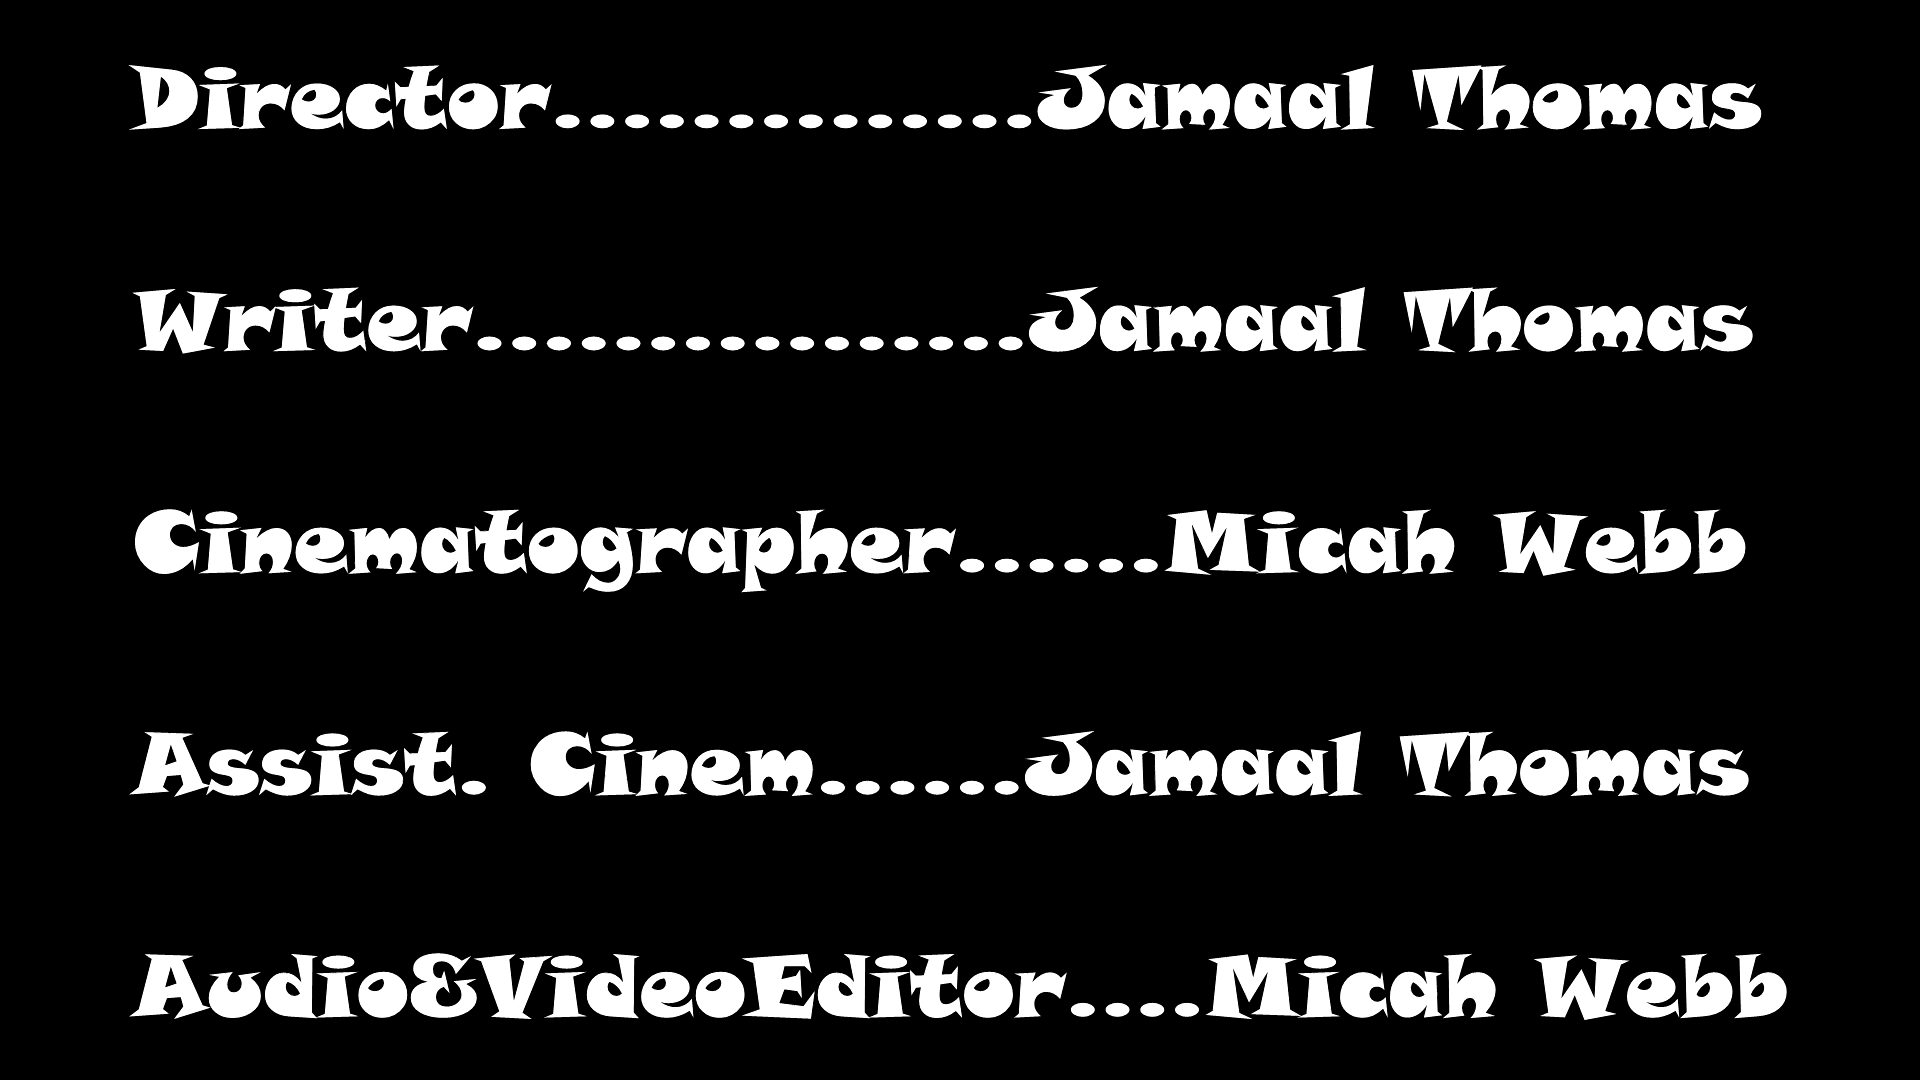 Director..............Jamaal Thomas
Writer................Jamaal Thomas
Cinematographer......Micah Webb
Assist. Cinem......Jamaal Thomas
Audio&VideoEditor....Micah Webb